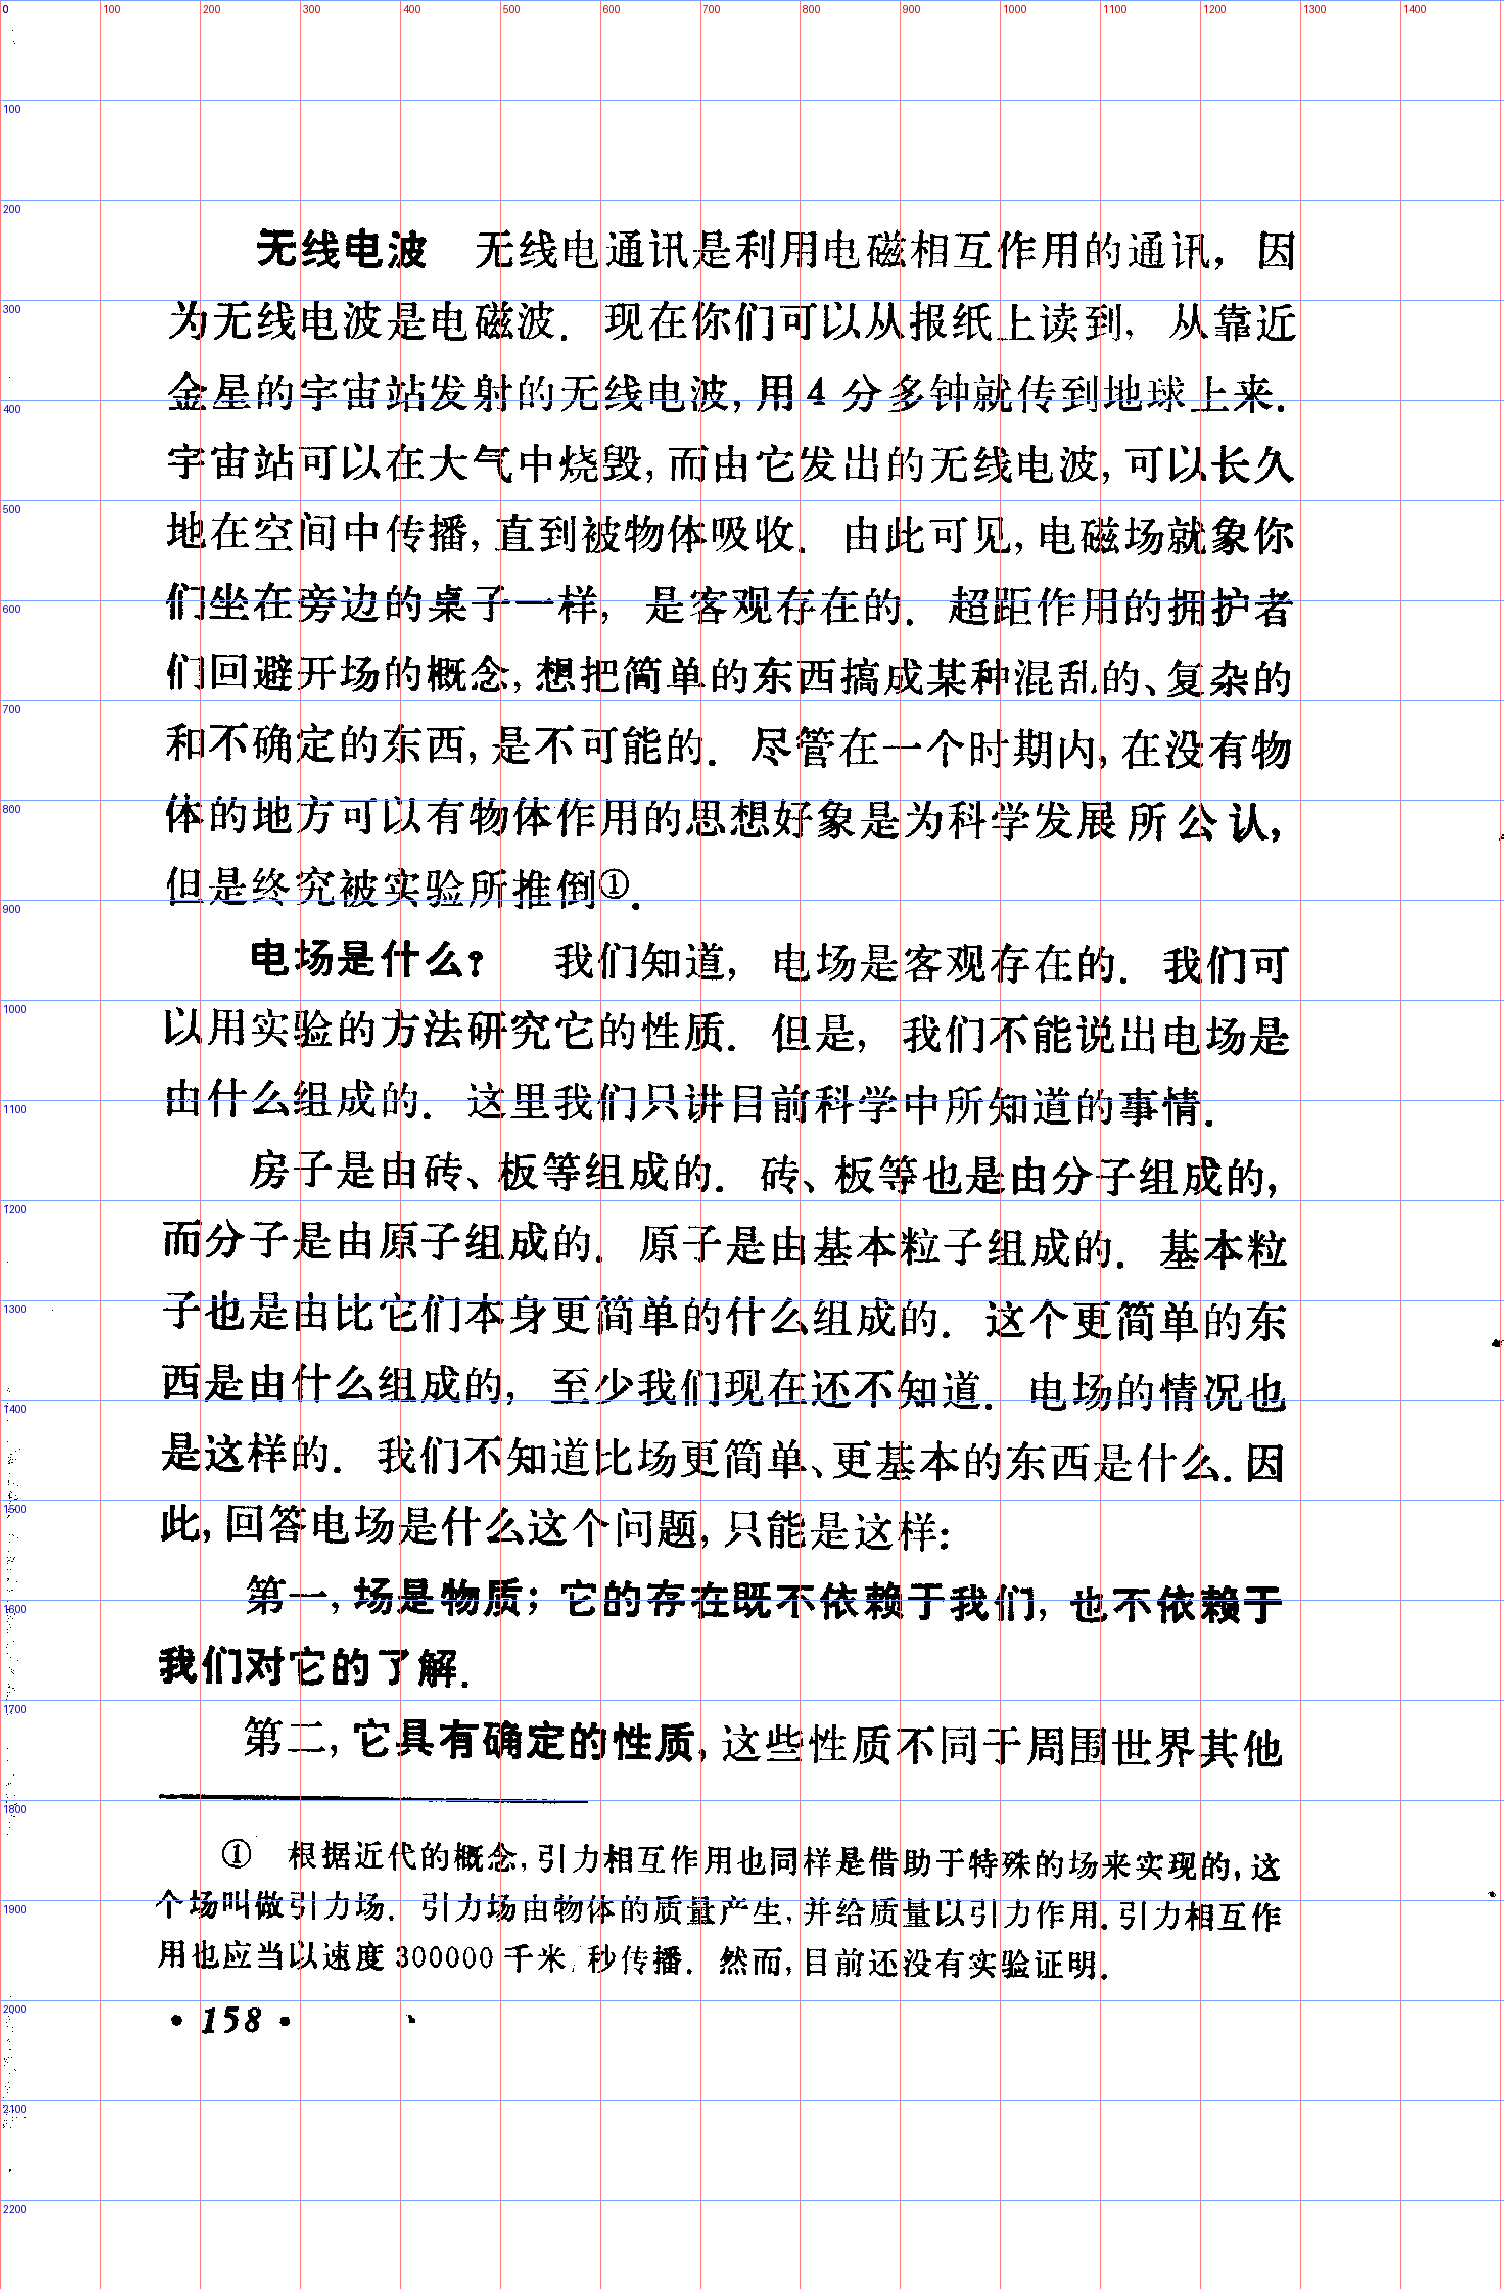 无线电波　无线电通讯是利用电磁相互作用的通讯，因
为无线电波是电磁波．现在你们可以从报纸上读到，从靠近
金星的宇宙站发射的无线电波，用4分多钟就传到地球上来．
宇宙站可以在大气中烧毁，而由它发出的无线电波，可以长久
地在空间中传播，直到被物体吸收．由此可见，电磁场就象你
们坐在旁边的桌子一样，是客观存在的．超距作用的拥护者
们回避开场的概念，想把简单的东西搞成某种混乱的、复杂的
和不确定的东西，是不可能的．尽管在一个时期内，在没有物
体的地方可以有物体作用的思想好象是为科学发展所公认，
但是终究被实验所推倒①．
电场是什么？　我们知道，电场是客观存在的．我们可
以用实验的方法研究它的性质．但是，我们不能说出电场是
由什么组成的．这里我们只讲目前科学中所知道的事情．
房子是由砖、板等组成的．砖、板等也是由分子组成的，
而分子是由原子组成的．原子是由基本粒子组成的．基本粒
子也是由比它们本身更简单的什么组成的．这个更简单的东
西是由什么组成的，至少我们现在还不知道．电场的情况也
是这样的．我们不知道比场更简单、更基本的东西是什么．因
此，回答电场是什么这个问题，只能是这样：
第一，场是物质；它的存在既不依赖于我们，也不依赖于
我们对它的了解．
第二，它具有确定的性质，这些性质不同于周围世界其他
①　根据近代的概念，引力相互作用也同样是借助于特殊的场来实现的，这
个场叫做引力场．引力场由物体的质量产生，并给质量以引力作用．引力相互作
用也应当以速度300000千米/秒传播．然而，目前还没有实验证明．
• 158 •